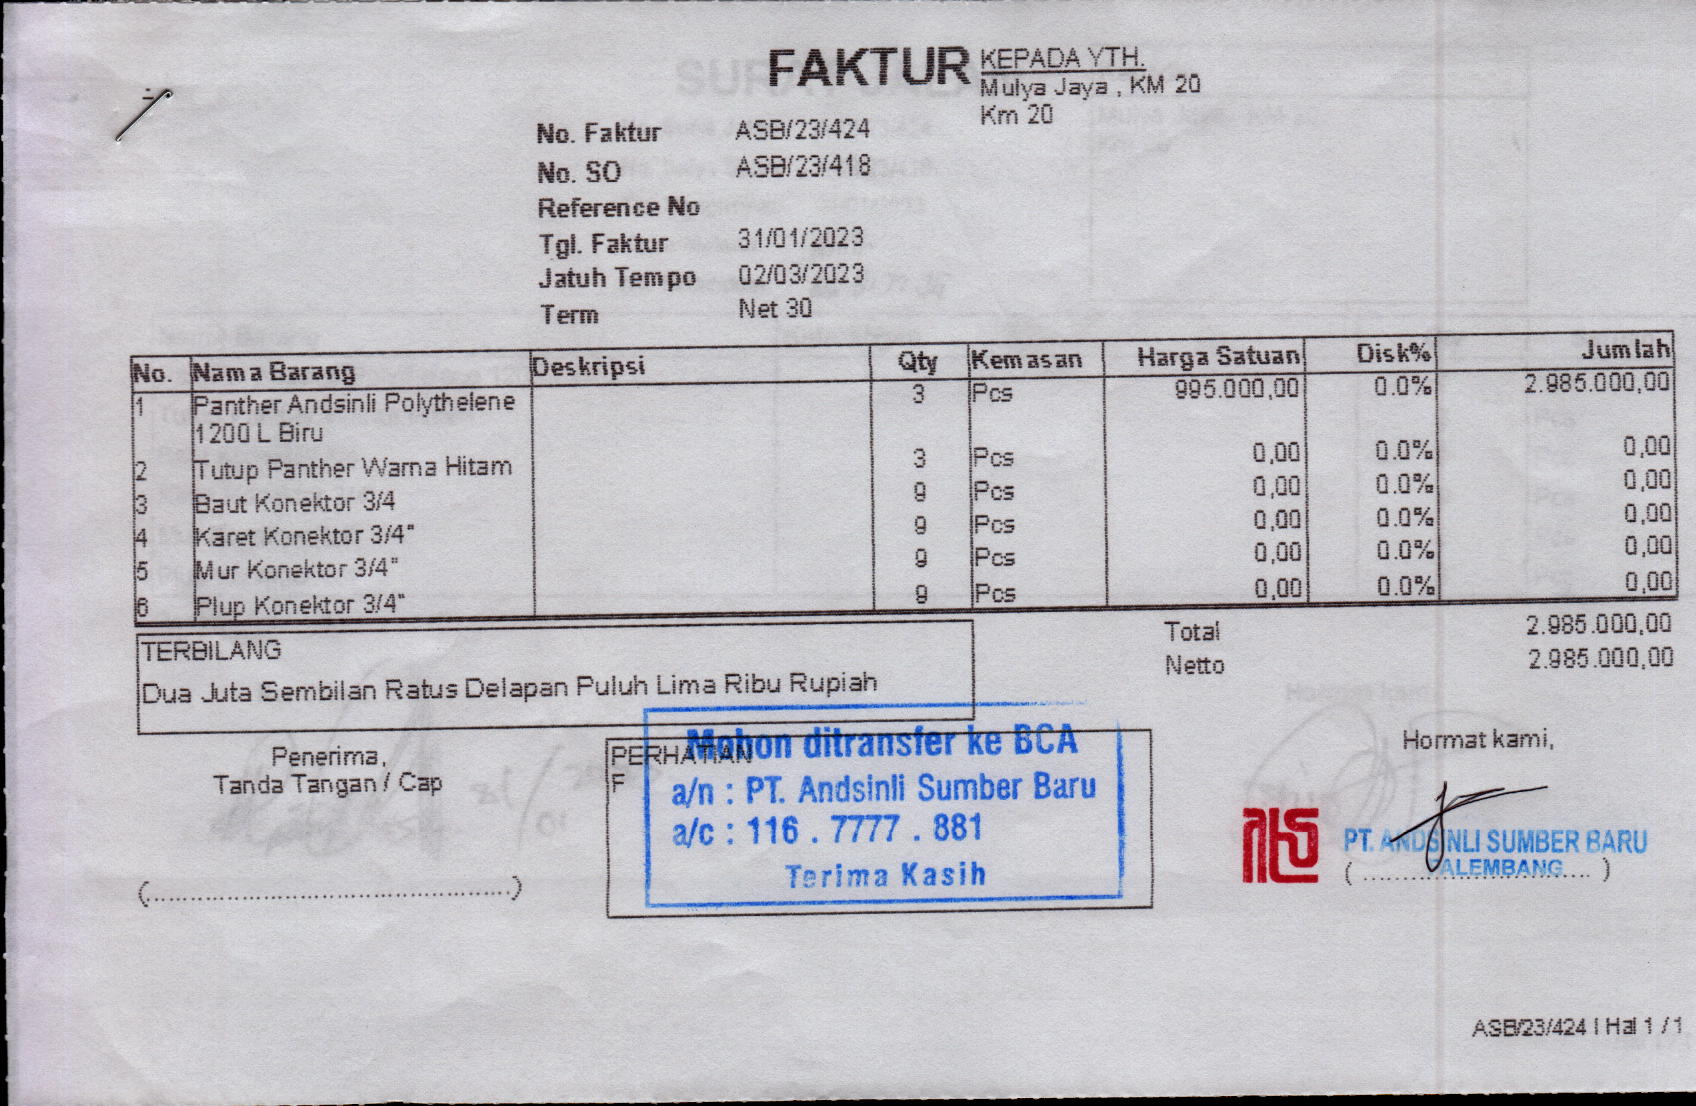 FAKTUR
KEPADA YTH.
Mulya Jaya , KM 20
Km 20
No. Faktur ASB/23/424
No. SO ASB/23/418
Reference No
Tgl. Faktur 31/01/2023
Jatuh Tempo 02/03/2023
Term Net 30
No. Nama Barang Deskripsi Qty Kemasan Harga Satuan Disk% Jumlah
1 Panther Andsinli Polythelene 3 Pcs 995.000,00 0.0% 2.985.000,00
1200 L Biru
2 Tutup Panther Warna Hitam 3 Pcs 0,00 0.0% 0,00
3 Baut Konektor 3/4 9 Pcs 0,00 0.0% 0,00
4 Karet Konektor 3/4" 9 Pcs 0,00 0.0% 0,00
5 Mur Konektor 3/4" 9 Pcs 0,00 0.0% 0,00
6 Plup Konektor 3/4" 9 Pcs 0,00 0.0% 0,00
Total 2.985.000,00
Netto 2.985.000,00
TERBILANG
Dua Juta Sembilan Ratus Delapan Puluh Lima Ribu Rupiah
Penerima,
Tanda Tangan / Cap
(................................................)
PERHATIAN
F
Mohon ditransfer ke BCA
a/n : PT. Andsinli Sumber Baru
a/c : 116 . 7777 . 881
Terima Kasih
Hormat kami,
PT. ANDSINLI SUMBER BARU
PALEMBANG
ASB/23/424 | Hal 1 / 1